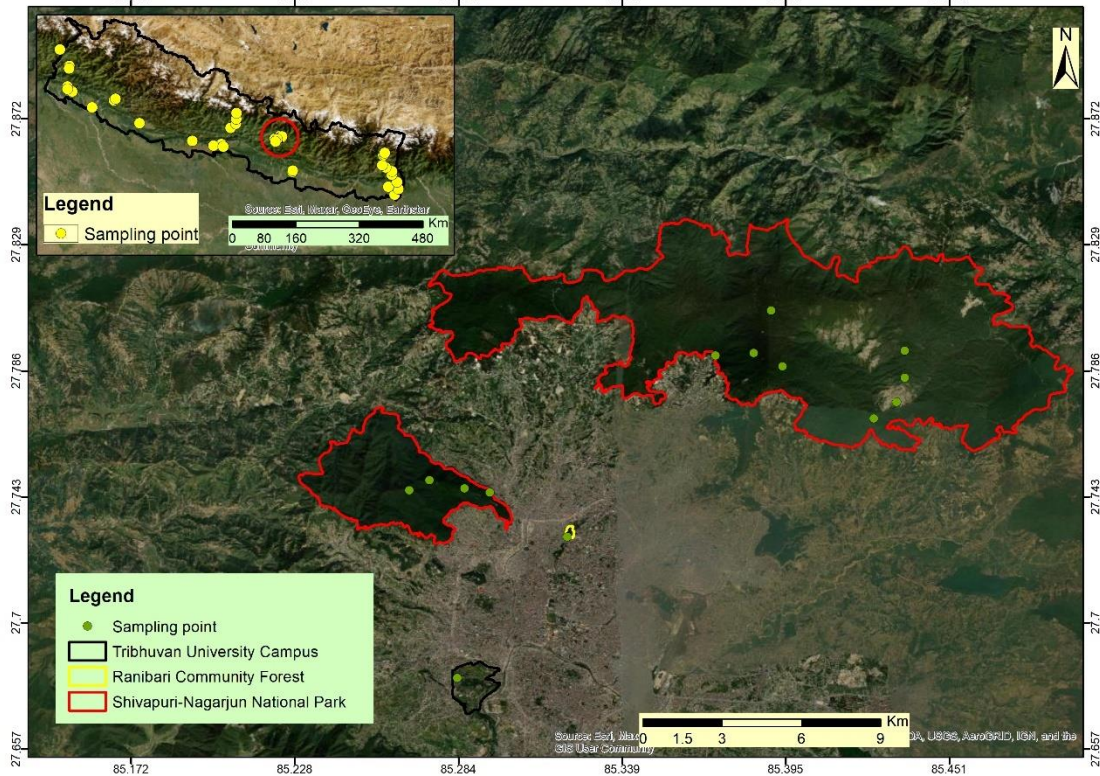 N
Legend
Sampling point
Source: Esri, Maxar, GeoEye, Earthstar
Community
Km
0 80 160 320 480
27.872
27.829
27.786
27.743
27.7
27.657
27.872
27.829
27.786
27.743
27.7
27.657
Legend
Sampling point
Tribhuvan University Campus
Ranibari Community Forest
Shivapuri-Nagarjun National Park
Km
0 1.5 3 6 9
Source: Esri, Max
DA, USGS, AeroGRID, IGN, and the
GIS User Community
85.172 85.228 85.284 85.339 85.395 85.451